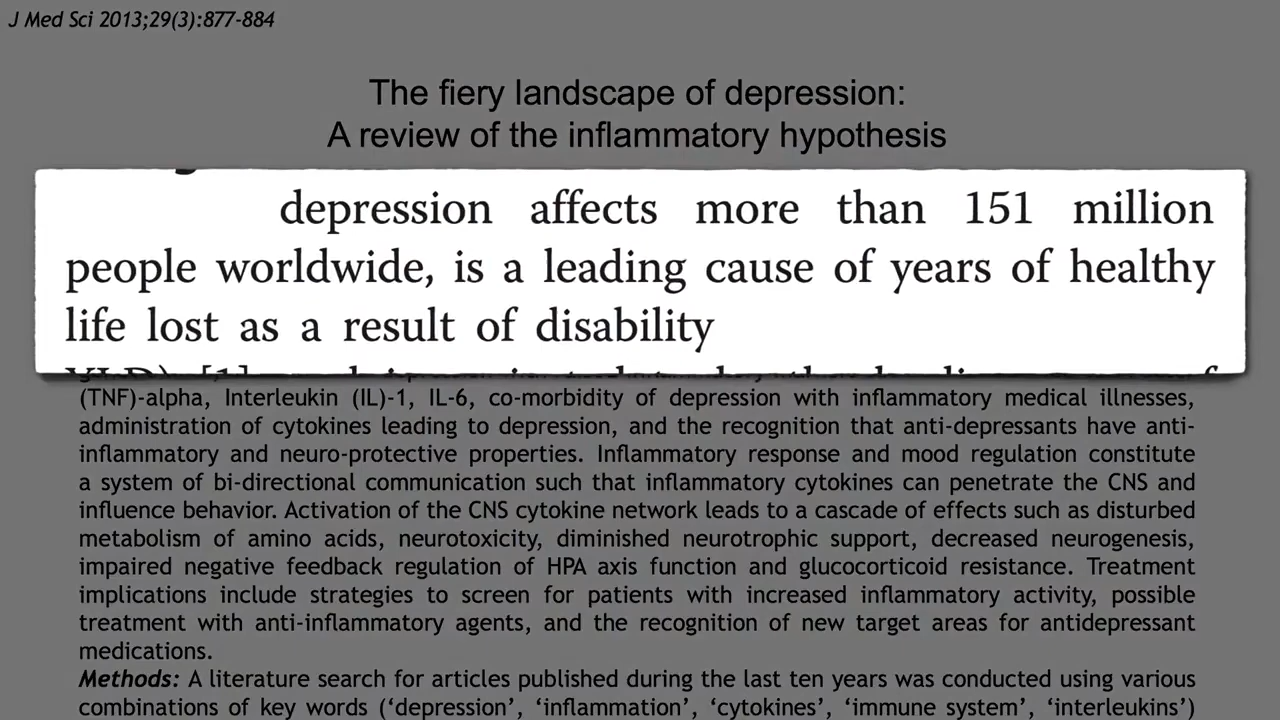 J Med Sci 2013;29(3):877-884
The fiery landscape of depression:
A review of the inflammatory hypothesis
depression affects more than 151 million
people worldwide, is a leading cause of years of healthy
life lost as a result of disability
(TNF)-alpha, Interleukin (IL)-1, IL-6, co-morbidity of depression with inflammatory medical illnesses,
administration of cytokines leading to depression, and the recognition that anti-depressants have anti-
inflammatory and neuro-protective properties. Inflammatory response and mood regulation constitute
a system of bi-directional communication such that inflammatory cytokines can penetrate the CNS and
influence behavior. Activation of the CNS cytokine network leads to a cascade of effects such as disturbed
metabolism of amino acids, neurotoxicity, diminished neurotrophic support, decreased neurogenesis,
impaired negative feedback regulation of HPA axis function and glucocorticoid resistance. Treatment
implications include strategies to screen for patients with increased inflammatory activity, possible
treatment with anti-inflammatory agents, and the recognition of new target areas for antidepressant
medications.
Methods: A literature search for articles published during the last ten years was conducted using various
combinations of key words (‘depression’, ‘inflammation’, ‘cytokines’, ‘immune system’, ‘interleukins’)